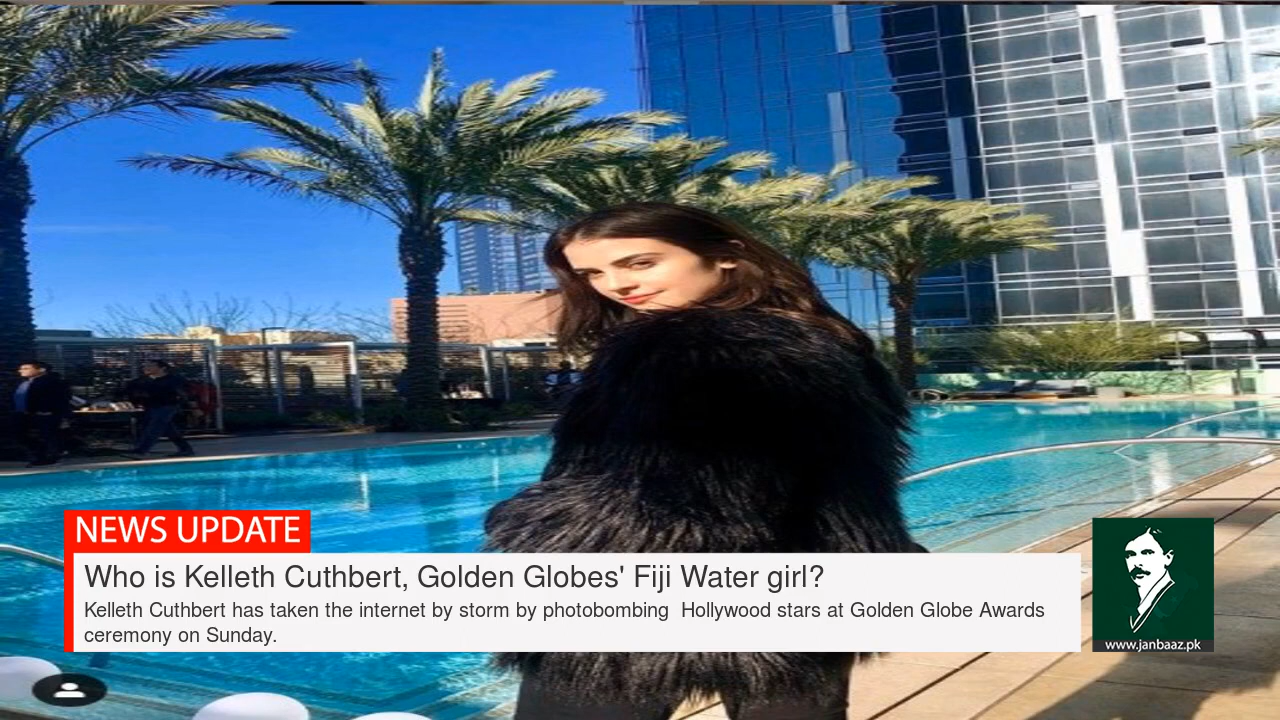 NEWS UPDATE
Who is Kelleth Cuthbert, Golden Globes' Fiji Water girl?
Kelleth Cuthbert has taken the internet by storm by photobombing  Hollywood stars at Golden Globe Awards
ceremony on Sunday.
www.janbaaz.pk